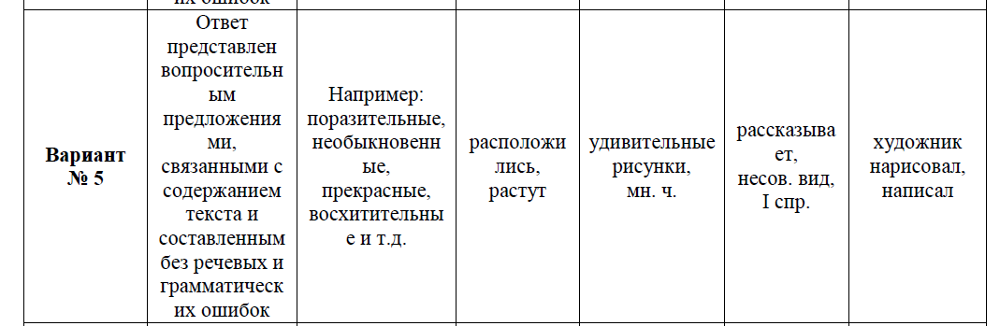 их ошибок
Вариант
№ 5
Ответ
представлен
вопросительн
ым
предложения
ми,
связанными с
содержанием
текста и
составленным
без речевых и
грамматическ
их ошибок
Например:
поразительные,
необыкновенн
ые,
прекрасные,
восхитительны
е и т.д.
расположи
лись,
растут
удивительные
рисунки,
мн. ч.
рассказыва
ет,
несов. вид,
I спр.
художник
нарисовал,
написал